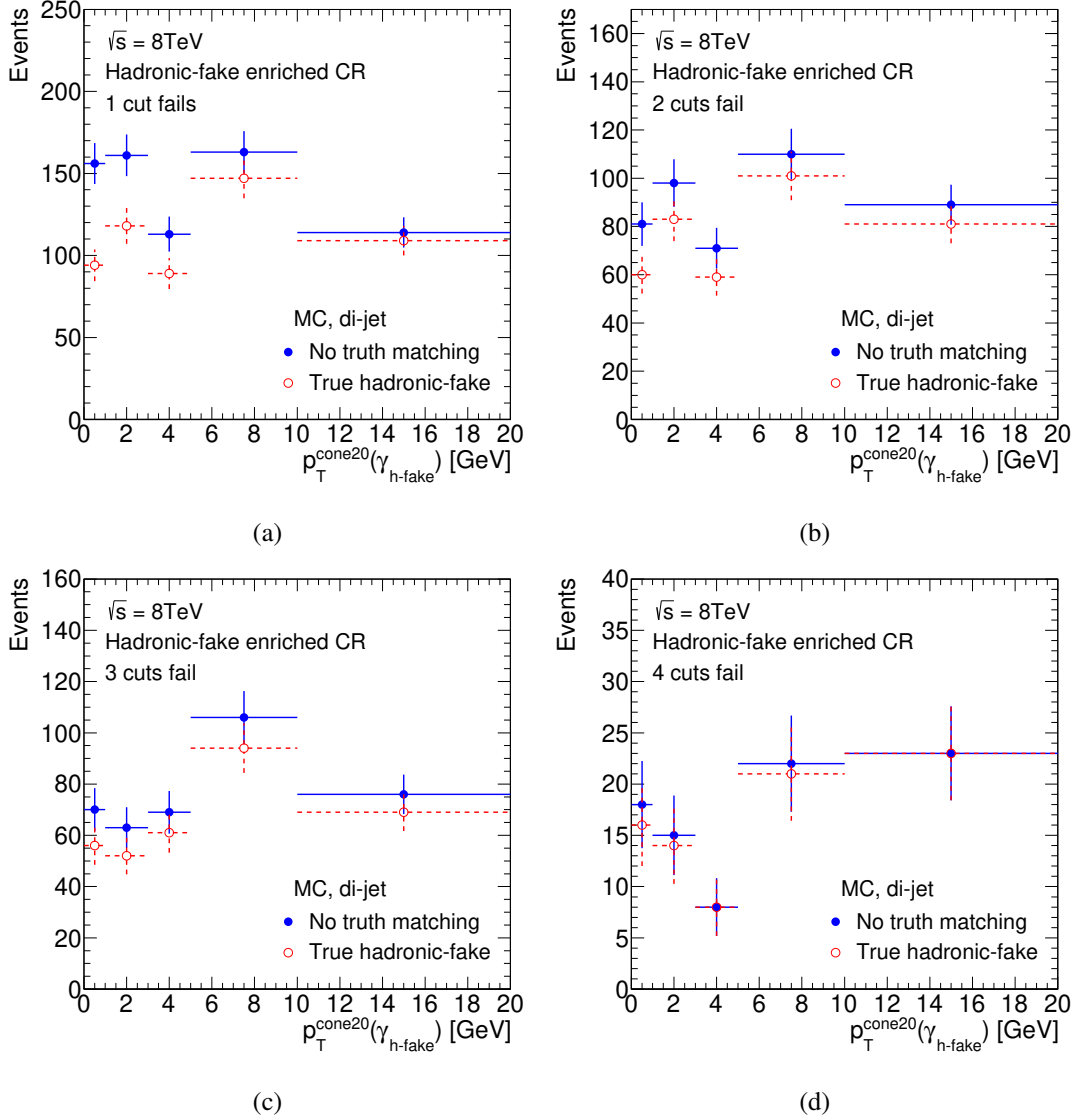 Events
250
200
150
100
50
0
√s = 8TeV
Hadronic-fake enriched CR
1 cut fails
MC, di-jet
No truth matching
True hadronic-fake
0 2 4 6 8 10 12 14 16 18 20
p_T^cone20(γ_h-fake) [GeV]
(a)
Events
160
140
120
100
80
60
40
20
0
√s = 8TeV
Hadronic-fake enriched CR
2 cuts fail
MC, di-jet
No truth matching
True hadronic-fake
0 2 4 6 8 10 12 14 16 18 20
p_T^cone20(γ_h-fake) [GeV]
(b)
Events
160
140
120
100
80
60
40
20
0
√s = 8TeV
Hadronic-fake enriched CR
3 cuts fail
MC, di-jet
No truth matching
True hadronic-fake
0 2 4 6 8 10 12 14 16 18 20
p_T^cone20(γ_h-fake) [GeV]
(c)
Events
40
35
30
25
20
15
10
5
0
√s = 8TeV
Hadronic-fake enriched CR
4 cuts fail
MC, di-jet
No truth matching
True hadronic-fake
0 2 4 6 8 10 12 14 16 18 20
p_T^cone20(γ_h-fake) [GeV]
(d)